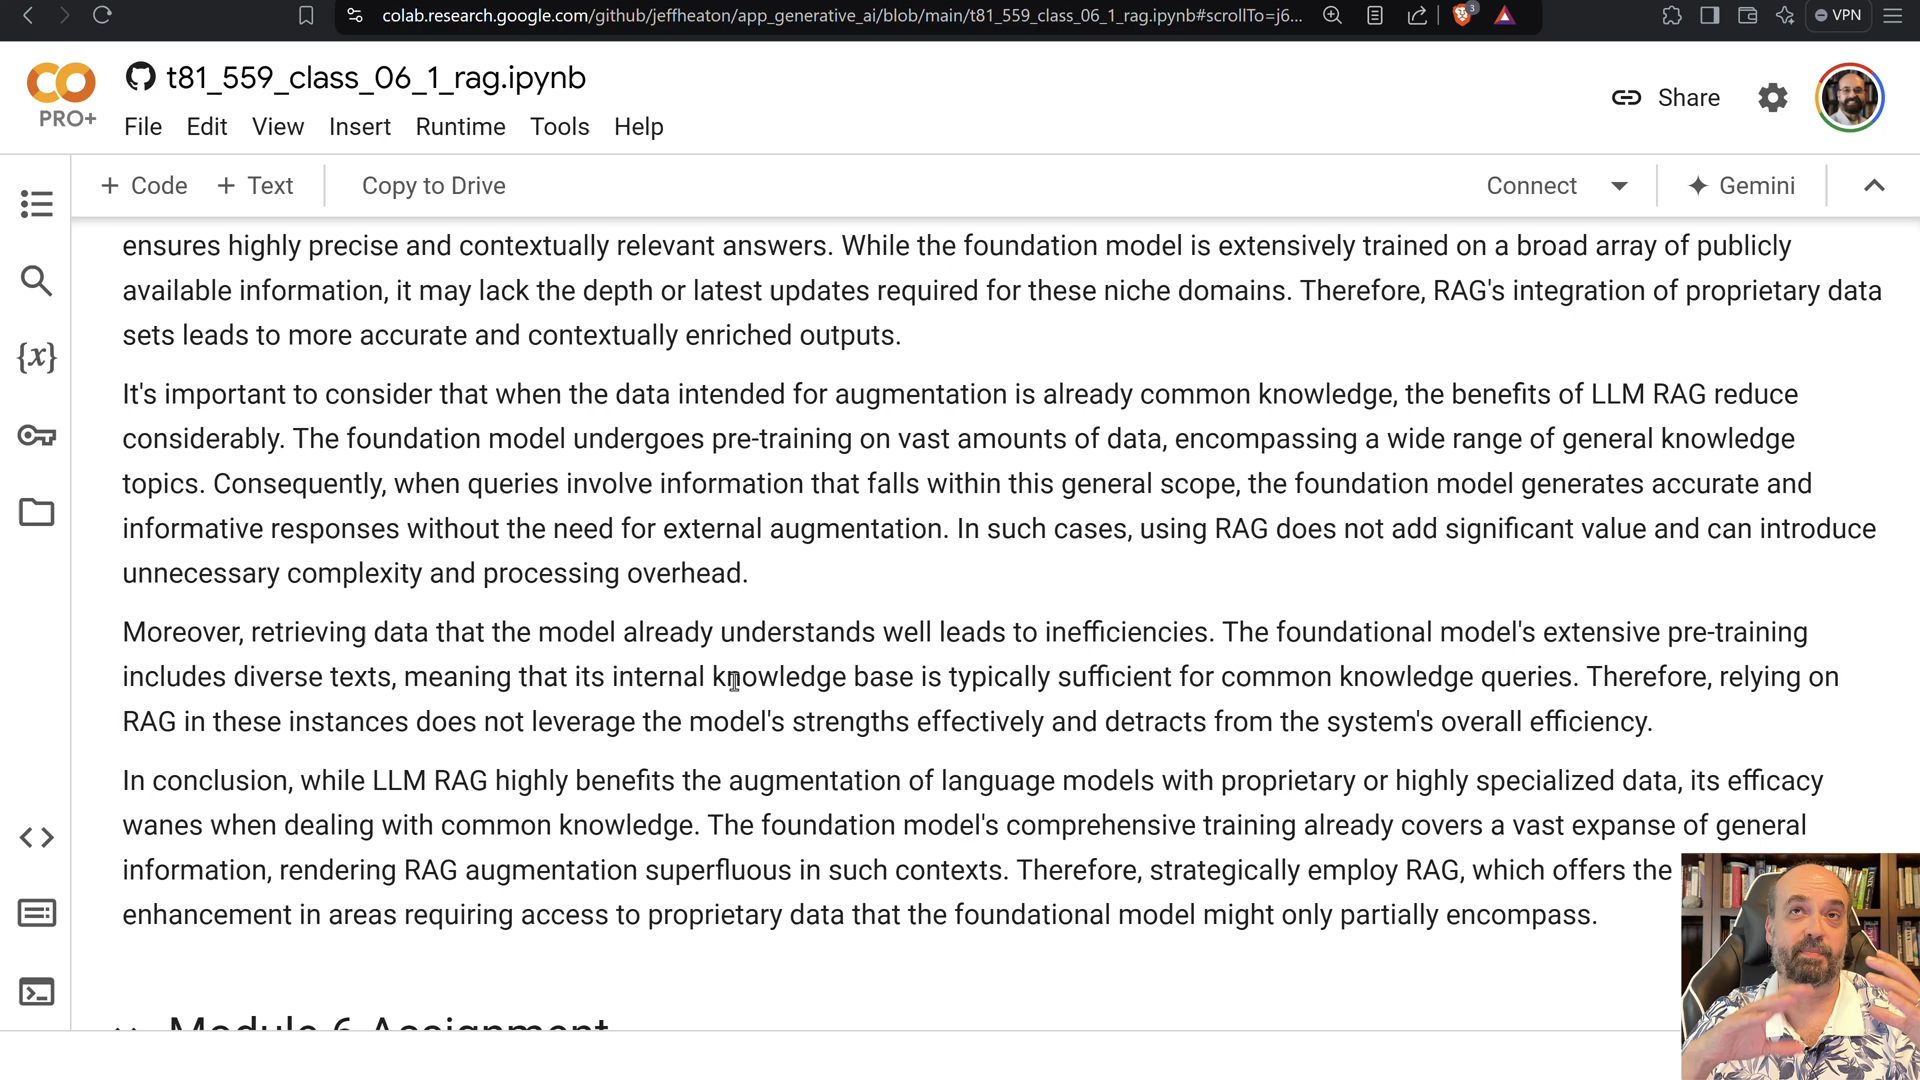 colab.research.google.com/github/jeffheaton/app_generative_ai/blob/main/t81_559_class_06_1_rag.ipynb#scrollTo=j6...
3
VPN
CO
PRO+
t81_559_class_06_1_rag.ipynb
File Edit View Insert Runtime Tools Help
Share
+ Code + Text Copy to Drive
Connect
Gemini
{x}
ensures highly precise and contextually relevant answers. While the foundation model is extensively trained on a broad array of publicly
available information, it may lack the depth or latest updates required for these niche domains. Therefore, RAG's integration of proprietary data
sets leads to more accurate and contextually enriched outputs.
It's important to consider that when the data intended for augmentation is already common knowledge, the benefits of LLM RAG reduce
considerably. The foundation model undergoes pre-training on vast amounts of data, encompassing a wide range of general knowledge
topics. Consequently, when queries involve information that falls within this general scope, the foundation model generates accurate and
informative responses without the need for external augmentation. In such cases, using RAG does not add significant value and can introduce
unnecessary complexity and processing overhead.
Moreover, retrieving data that the model already understands well leads to inefficiencies. The foundational model's extensive pre-training
includes diverse texts, meaning that its internal knowledge base is typically sufficient for common knowledge queries. Therefore, relying on
RAG in these instances does not leverage the model's strengths effectively and detracts from the system's overall efficiency.
In conclusion, while LLM RAG highly benefits the augmentation of language models with proprietary or highly specialized data, its efficacy
wanes when dealing with common knowledge. The foundation model's comprehensive training already covers a vast expanse of general
information, rendering RAG augmentation superfluous in such contexts. Therefore, strategically employ RAG, which offers the
enhancement in areas requiring access to proprietary data that the foundational model might only partially encompass.
Module 6 Assignment